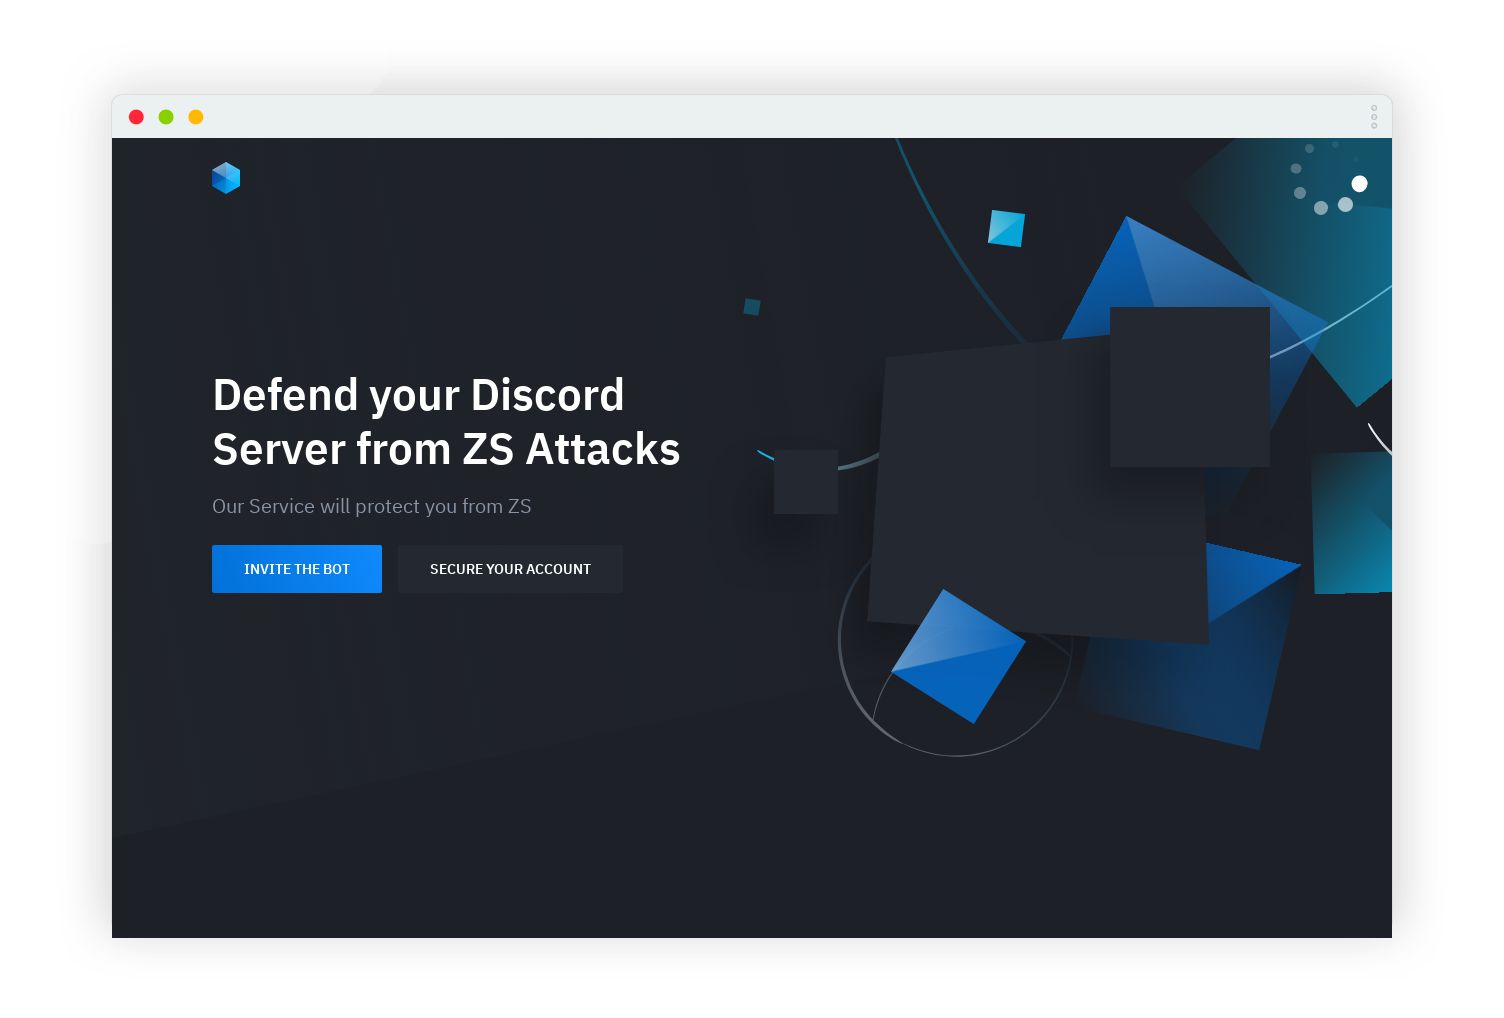 Defend your Discord
Server from ZS Attacks
Our Service will protect you from ZS
INVITE THE BOT
SECURE YOUR ACCOUNT